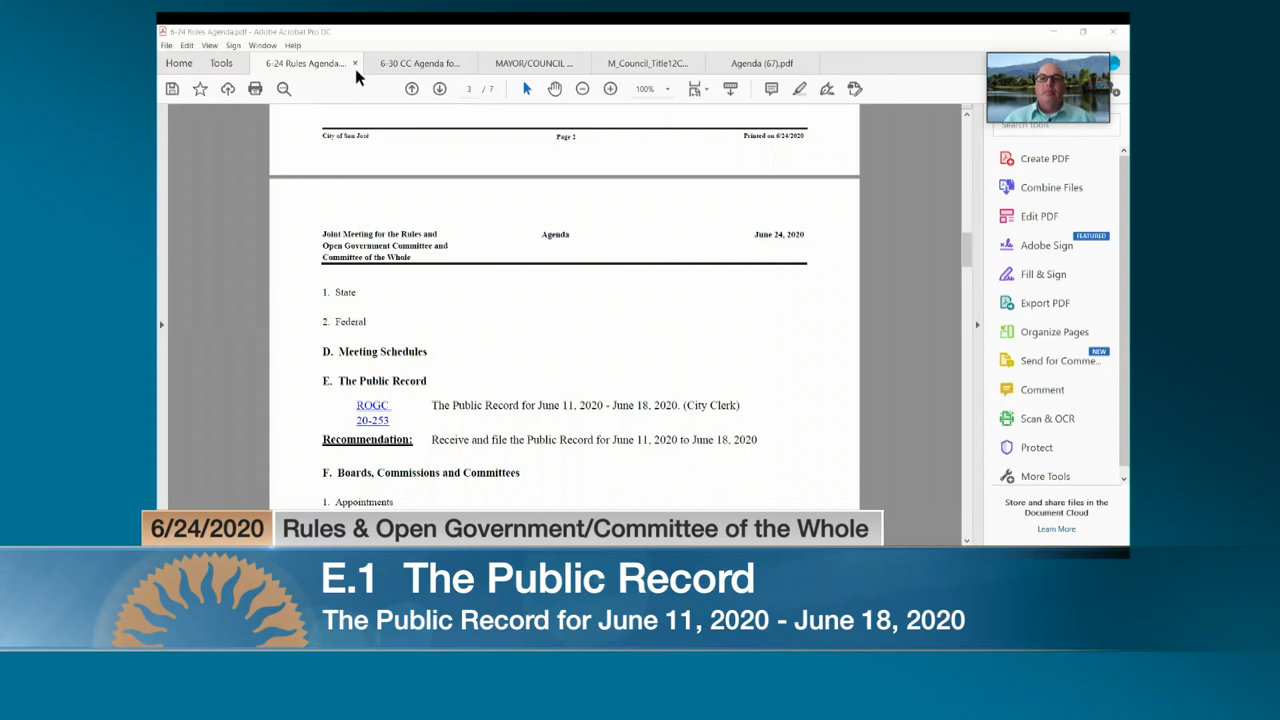 6-24 Rules Agenda.pdf - Adobe Acrobat Pro DC
File Edit View Sign Window Help
Home Tools 6-24 Rules Agenda.... × 6-30 CC Agenda fo... MAYOR/COUNCIL ... M_Council_Title12C... Agenda (67).pdf
3 / 7 100%
Search tools
City of San José Page 2 Printed on 6/24/2020
Joint Meeting for the Rules and Agenda June 24, 2020
Open Government Committee and
Committee of the Whole
1. State
2. Federal
D. Meeting Schedules
E. The Public Record
ROGC The Public Record for June 11, 2020 - June 18, 2020. (City Clerk)
20-253
Recommendation: Receive and file the Public Record for June 11, 2020 to June 18, 2020
F. Boards, Commissions and Committees
1. Appointments
Create PDF
Combine Files
Edit PDF
FEATURED
Adobe Sign
Fill & Sign
Export PDF
Organize Pages
NEW
Send for Comme...
Comment
Scan & OCR
Protect
More Tools
Store and share files in the
Document Cloud
Learn More
6/24/2020 Rules & Open Government/Committee of the Whole
E.1 The Public Record
The Public Record for June 11, 2020 - June 18, 2020